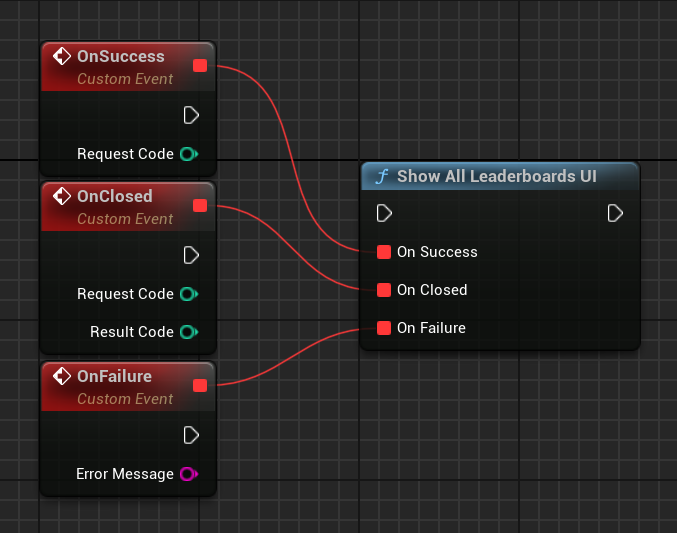 OnSuccess
Custom Event
Request Code
OnClosed
Custom Event
Request Code
Result Code
OnFailure
Custom Event
Error Message
f Show All Leaderboards UI
On Success
On Closed
On Failure